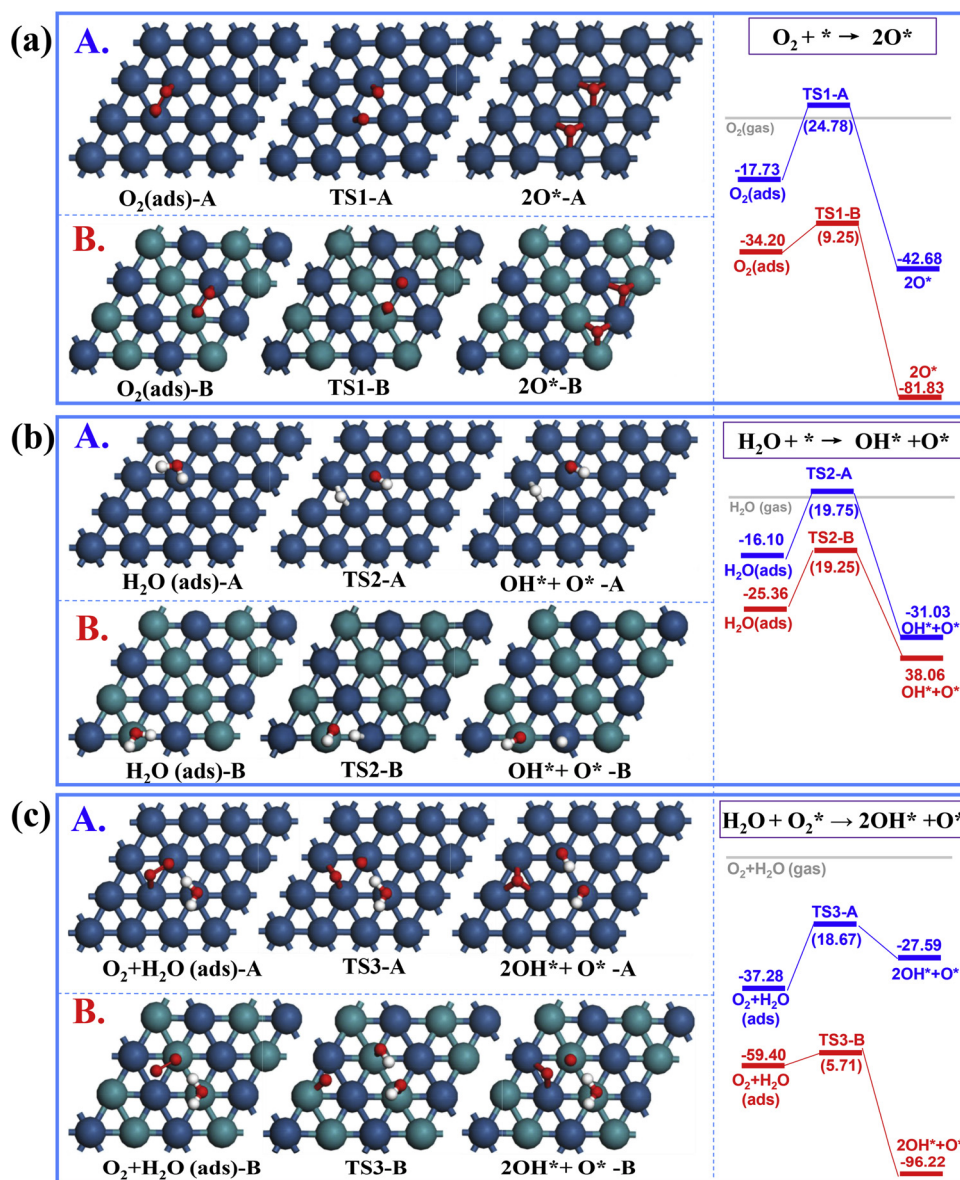 (a)
A.
O₂(ads)-A
TS1-A
2O*-A
B.
O₂(ads)-B
TS1-B
2O*-B
O₂ + * → 2O*
TS1-A
O₂(gas)
(24.78)
-17.73
O₂(ads)
TS1-B
-34.20
(9.25)
O₂(ads)
-42.68
2O*
2O*
-81.83
(b)
A.
H₂O (ads)-A
TS2-A
OH*+ O* -A
B.
H₂O (ads)-B
TS2-B
OH*+ O* -B
H₂O + * → OH* +O*
TS2-A
H₂O (gas)
(19.75)
-16.10
TS2-B
H₂O(ads)
(19.25)
-25.36
H₂O(ads)
-31.03
OH*+O*
38.06
OH*+O*
(c)
A.
O₂+H₂O (ads)-A
TS3-A
2OH*+ O* -A
B.
O₂+H₂O (ads)-B
TS3-B
2OH*+ O* -B
H₂O + O₂* → 2OH* +O*
O₂+H₂O (gas)
TS3-A
(18.67)
-27.59
2OH*+O*
-37.28
O₂+H₂O
(ads)
TS3-B
-59.40
(5.71)
O₂+H₂O
(ads)
2OH*+O*
-96.22